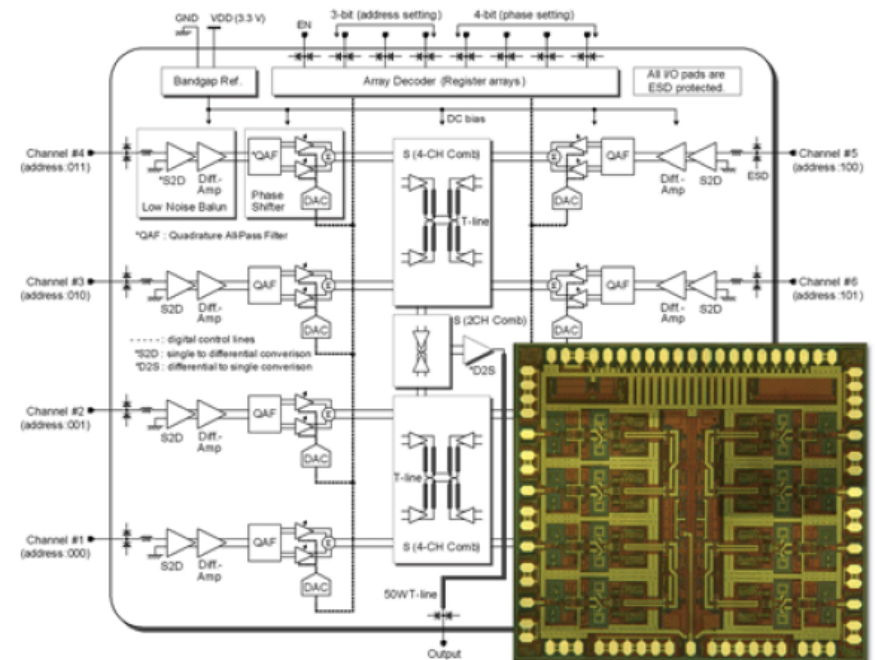 GND
VDD (3.3 V)
EN
3-bit (address setting)
4-bit (phase setting)
Bandgap Ref.
Array Decoder (Register arrays)
All I/O pads are
ESD protected.
DC bias
Channel #4
(address:011)
*S2D
Diff.-
Amp
Low Noise Balun
*QAF
Σ
DAC
Phase
Shifter
S (4-CH Comb)
T-line
Σ
DAC
QAF
Diff.-
Amp
S2D
ESD
Channel #5
(address:100)
*QAF : Quadrature All-Pass Filter
Channel #3
(address:010)
S2D
Diff.-
Amp
QAF
Σ
DAC
Σ
DAC
QAF
Diff.-
Amp
S2D
Channel #6
(address:101)
-----: digital control lines
*S2D : single to differential converison
*D2S : differential to single converison
S (2CH Comb)
*D2S
Channel #2
(address:001)
S2D
Diff.-
Amp
QAF
Σ
DAC
T-line
S (4-CH Comb)
Channel #1
(address:000)
S2D
Diff.-
Amp
QAF
Σ
DAC
50WT-line
Output